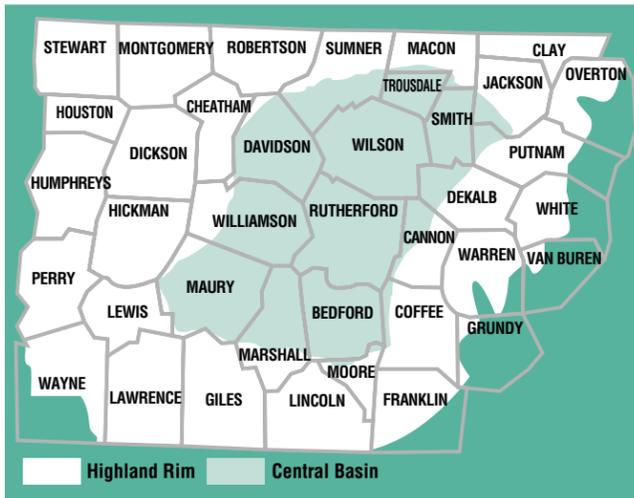 STEWART MONTGOMERY ROBERTSON SUMNER MACON CLAY
OVERTON
JACKSON
TROUSDALE
HOUSTON CHEATHAM
SMITH
DAVIDSON WILSON
DICKSON PUTNAM
HUMPHREYS
DEKALB
HICKMAN WILLIAMSON RUTHERFORD WHITE
CANNON
WARREN VAN BUREN
PERRY MAURY
LEWIS BEDFORD COFFEE
GRUNDY
MARSHALL
MOORE
WAYNE LAWRENCE GILES LINCOLN FRANKLIN
Highland Rim Central Basin